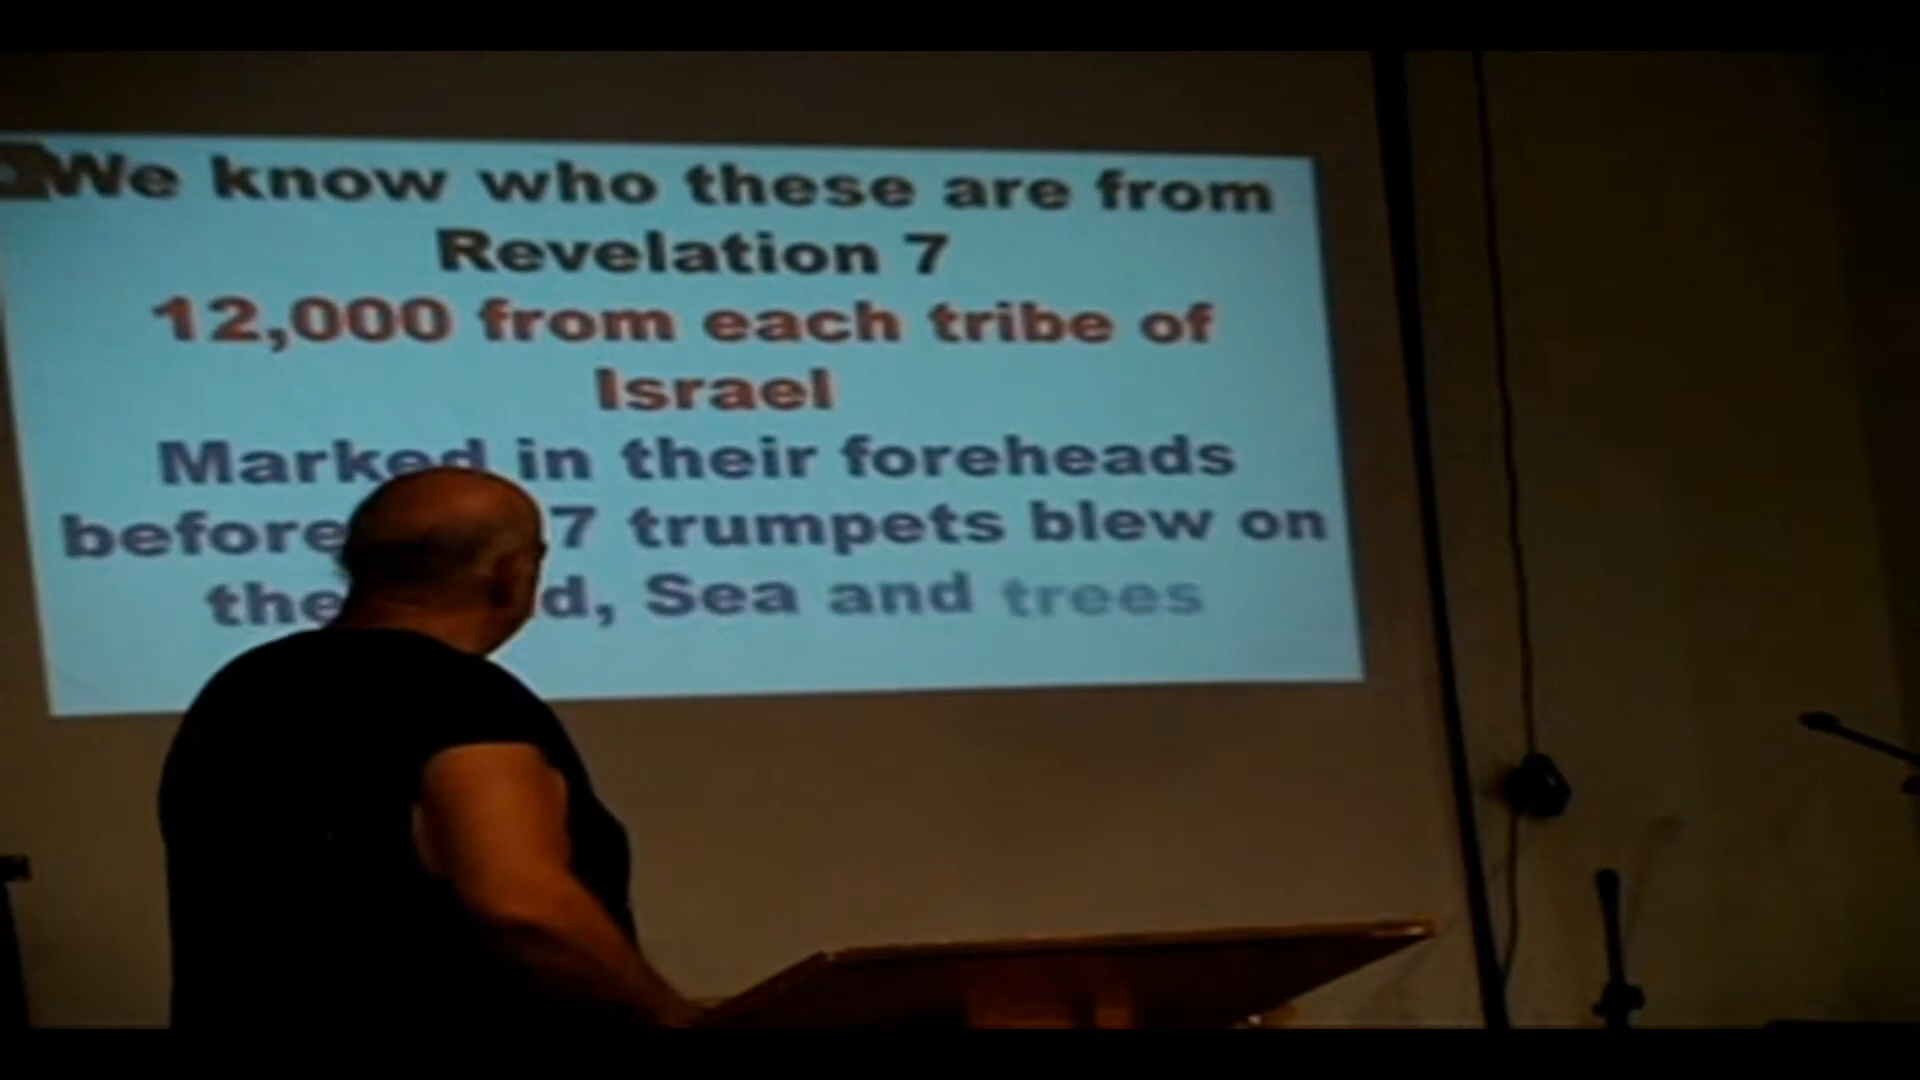 We know who these are from
Revelation 7
12,000 from each tribe of
Israel
Marked in their foreheads
before 7 trumpets blew on
Sea and trees